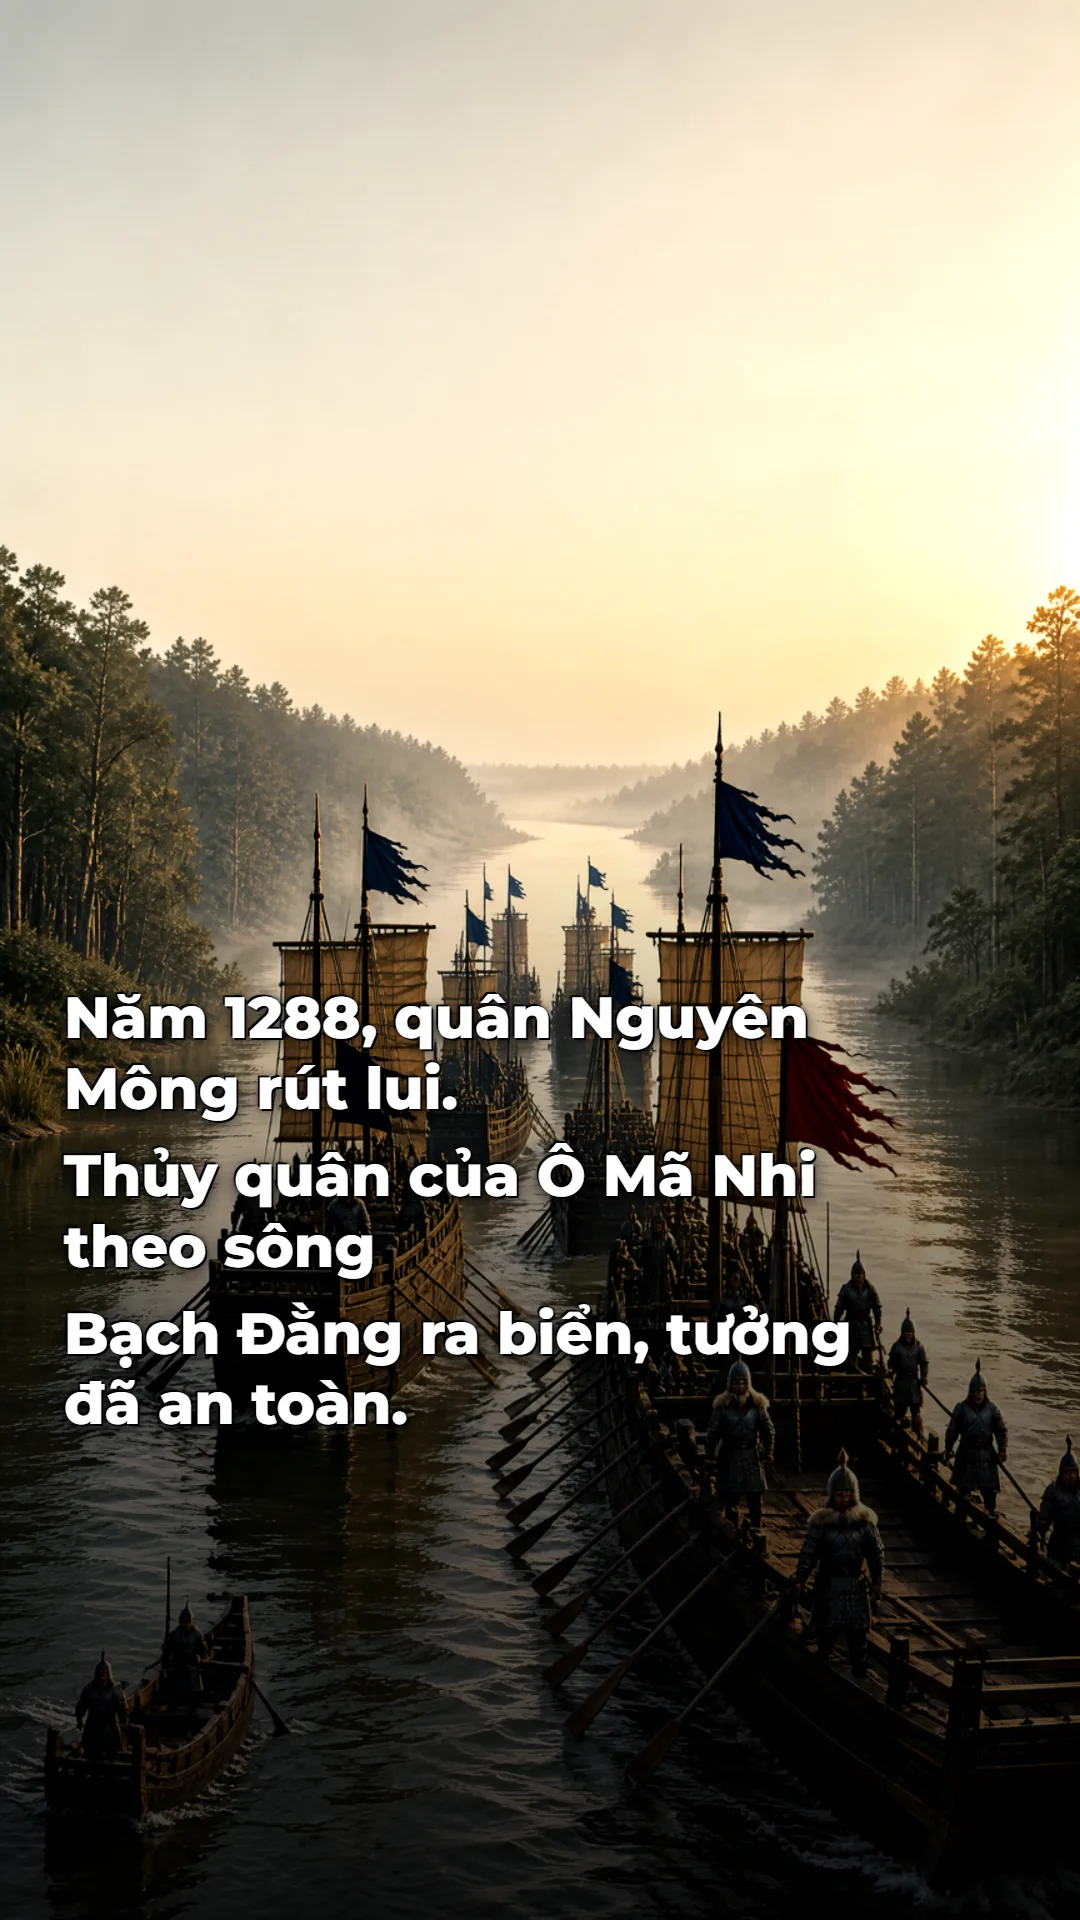 Năm 1288, quân Nguyên
Mông rút lui.
Thủy quân của Ô Mã Nhi
theo sông
Bạch Đằng ra biển, tưởng
đã an toàn.